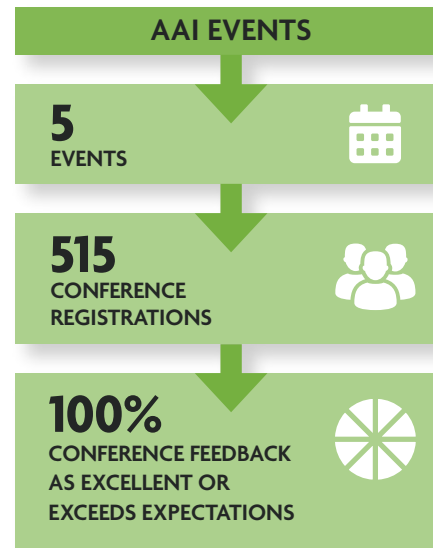 AAI EVENTS
5
EVENTS
515
CONFERENCE
REGISTRATIONS
100%
CONFERENCE FEEDBACK
AS EXCELLENT OR
EXCEEDS EXPECTATIONS